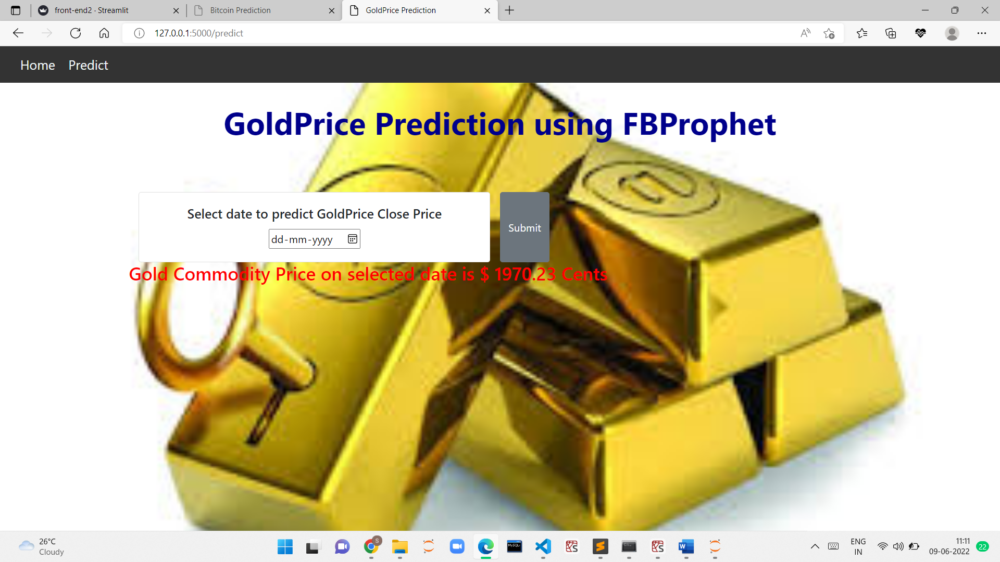 front-end2 · Streamlit
Bitcoin Prediction
GoldPrice Prediction
127.0.0.1:5000/predict
Home
Predict
GoldPrice Prediction using FBProphet
Select date to predict GoldPrice Close Price
dd-mm-yyyy
Submit
Gold Commodity Price on selected date is $ 1970.23 Cents
26°C
Cloudy
S
MySQL
ENG
IN
11:11
09-06-2022
22